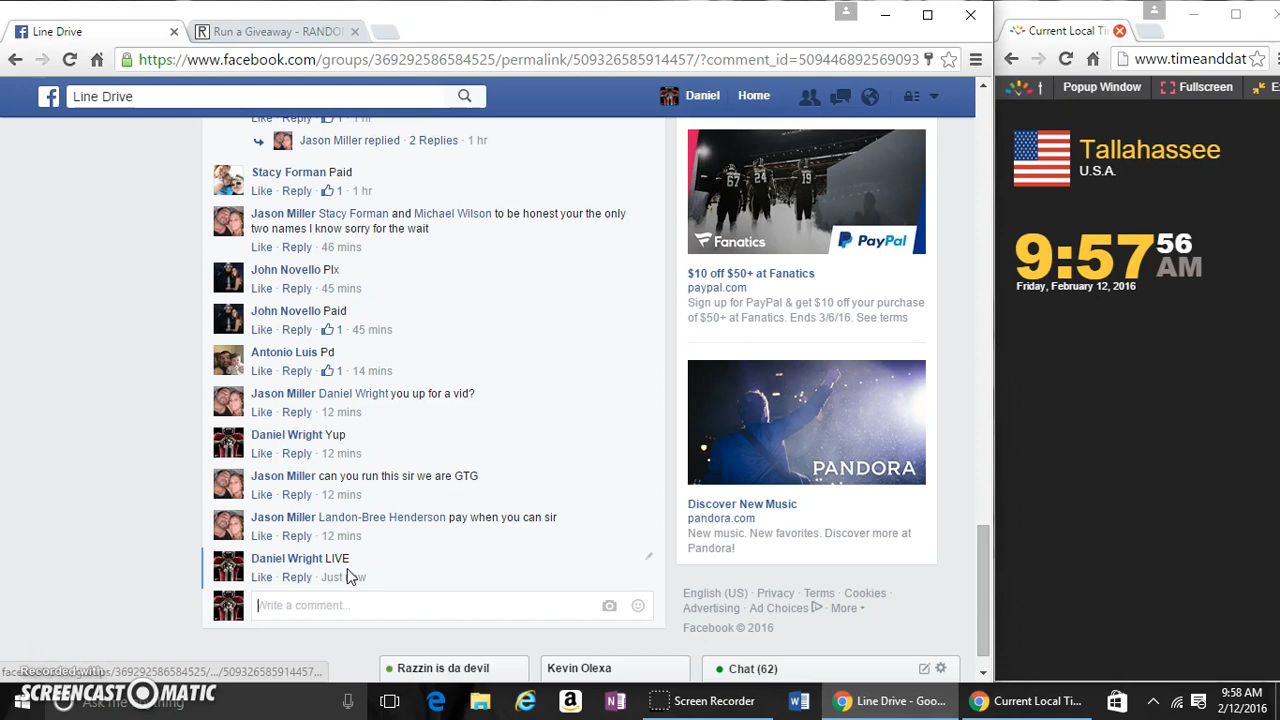 Line Drive
Run a Giveaway - RANDO
Current Local Ti
https://www.facebook.com/groups/369292586584525/permalink/509326585914457/?comment_id=509446892569093
www.timeanddat
Line Drive
Daniel
Home
Popup Window
Fullscreen
Like · Reply · 1 · 1 hr
Jason Miller replied · 2 Replies · 1 hr
Stacy Forman Paid
Like · Reply · 1 · 1 hr
Jason Miller Stacy Forman and Michael Wilson to be honest your the only
two names I know sorry for the wait
Like · Reply · 46 mins
John Novello Plx
Like · Reply · 45 mins
John Novello Paid
Like · Reply · 1 · 45 mins
Antonio Luis Pd
Like · Reply · 1 · 14 mins
Jason Miller Daniel Wright you up for a vid?
Like · Reply · 12 mins
Daniel Wright Yup
Like · Reply · 12 mins
Jason Miller can you run this sir we are GTG
Like · Reply · 12 mins
Jason Miller Landon-Bree Henderson pay when you can sir
Like · Reply · 12 mins
Daniel Wright LIVE
Like · Reply · Just now
Write a comment...
67
24
19
Fanatics
PayPal
$10 off $50+ at Fanatics
paypal.com
Sign up for PayPal & get $10 off your purchase
of $50+ at Fanatics. Ends 3/6/16. See terms
PANDORA
Discover New Music
pandora.com
New music. New favorites. Discover more at
Pandora!
English (US) · Privacy · Terms · Cookies ·
Advertising · Ad Choices · More
Facebook © 2016
Tallahassee
U.S.A.
9:57 56
AM
Friday, February 12, 2016
Razzin is da devil
Kevin Olexa
Chat (62)
Recorded with
SCREENCAST-O-MATIC
Screen Recorder
Line Drive - Goo...
Current Local Ti...
9:58 AM
2/12/2016